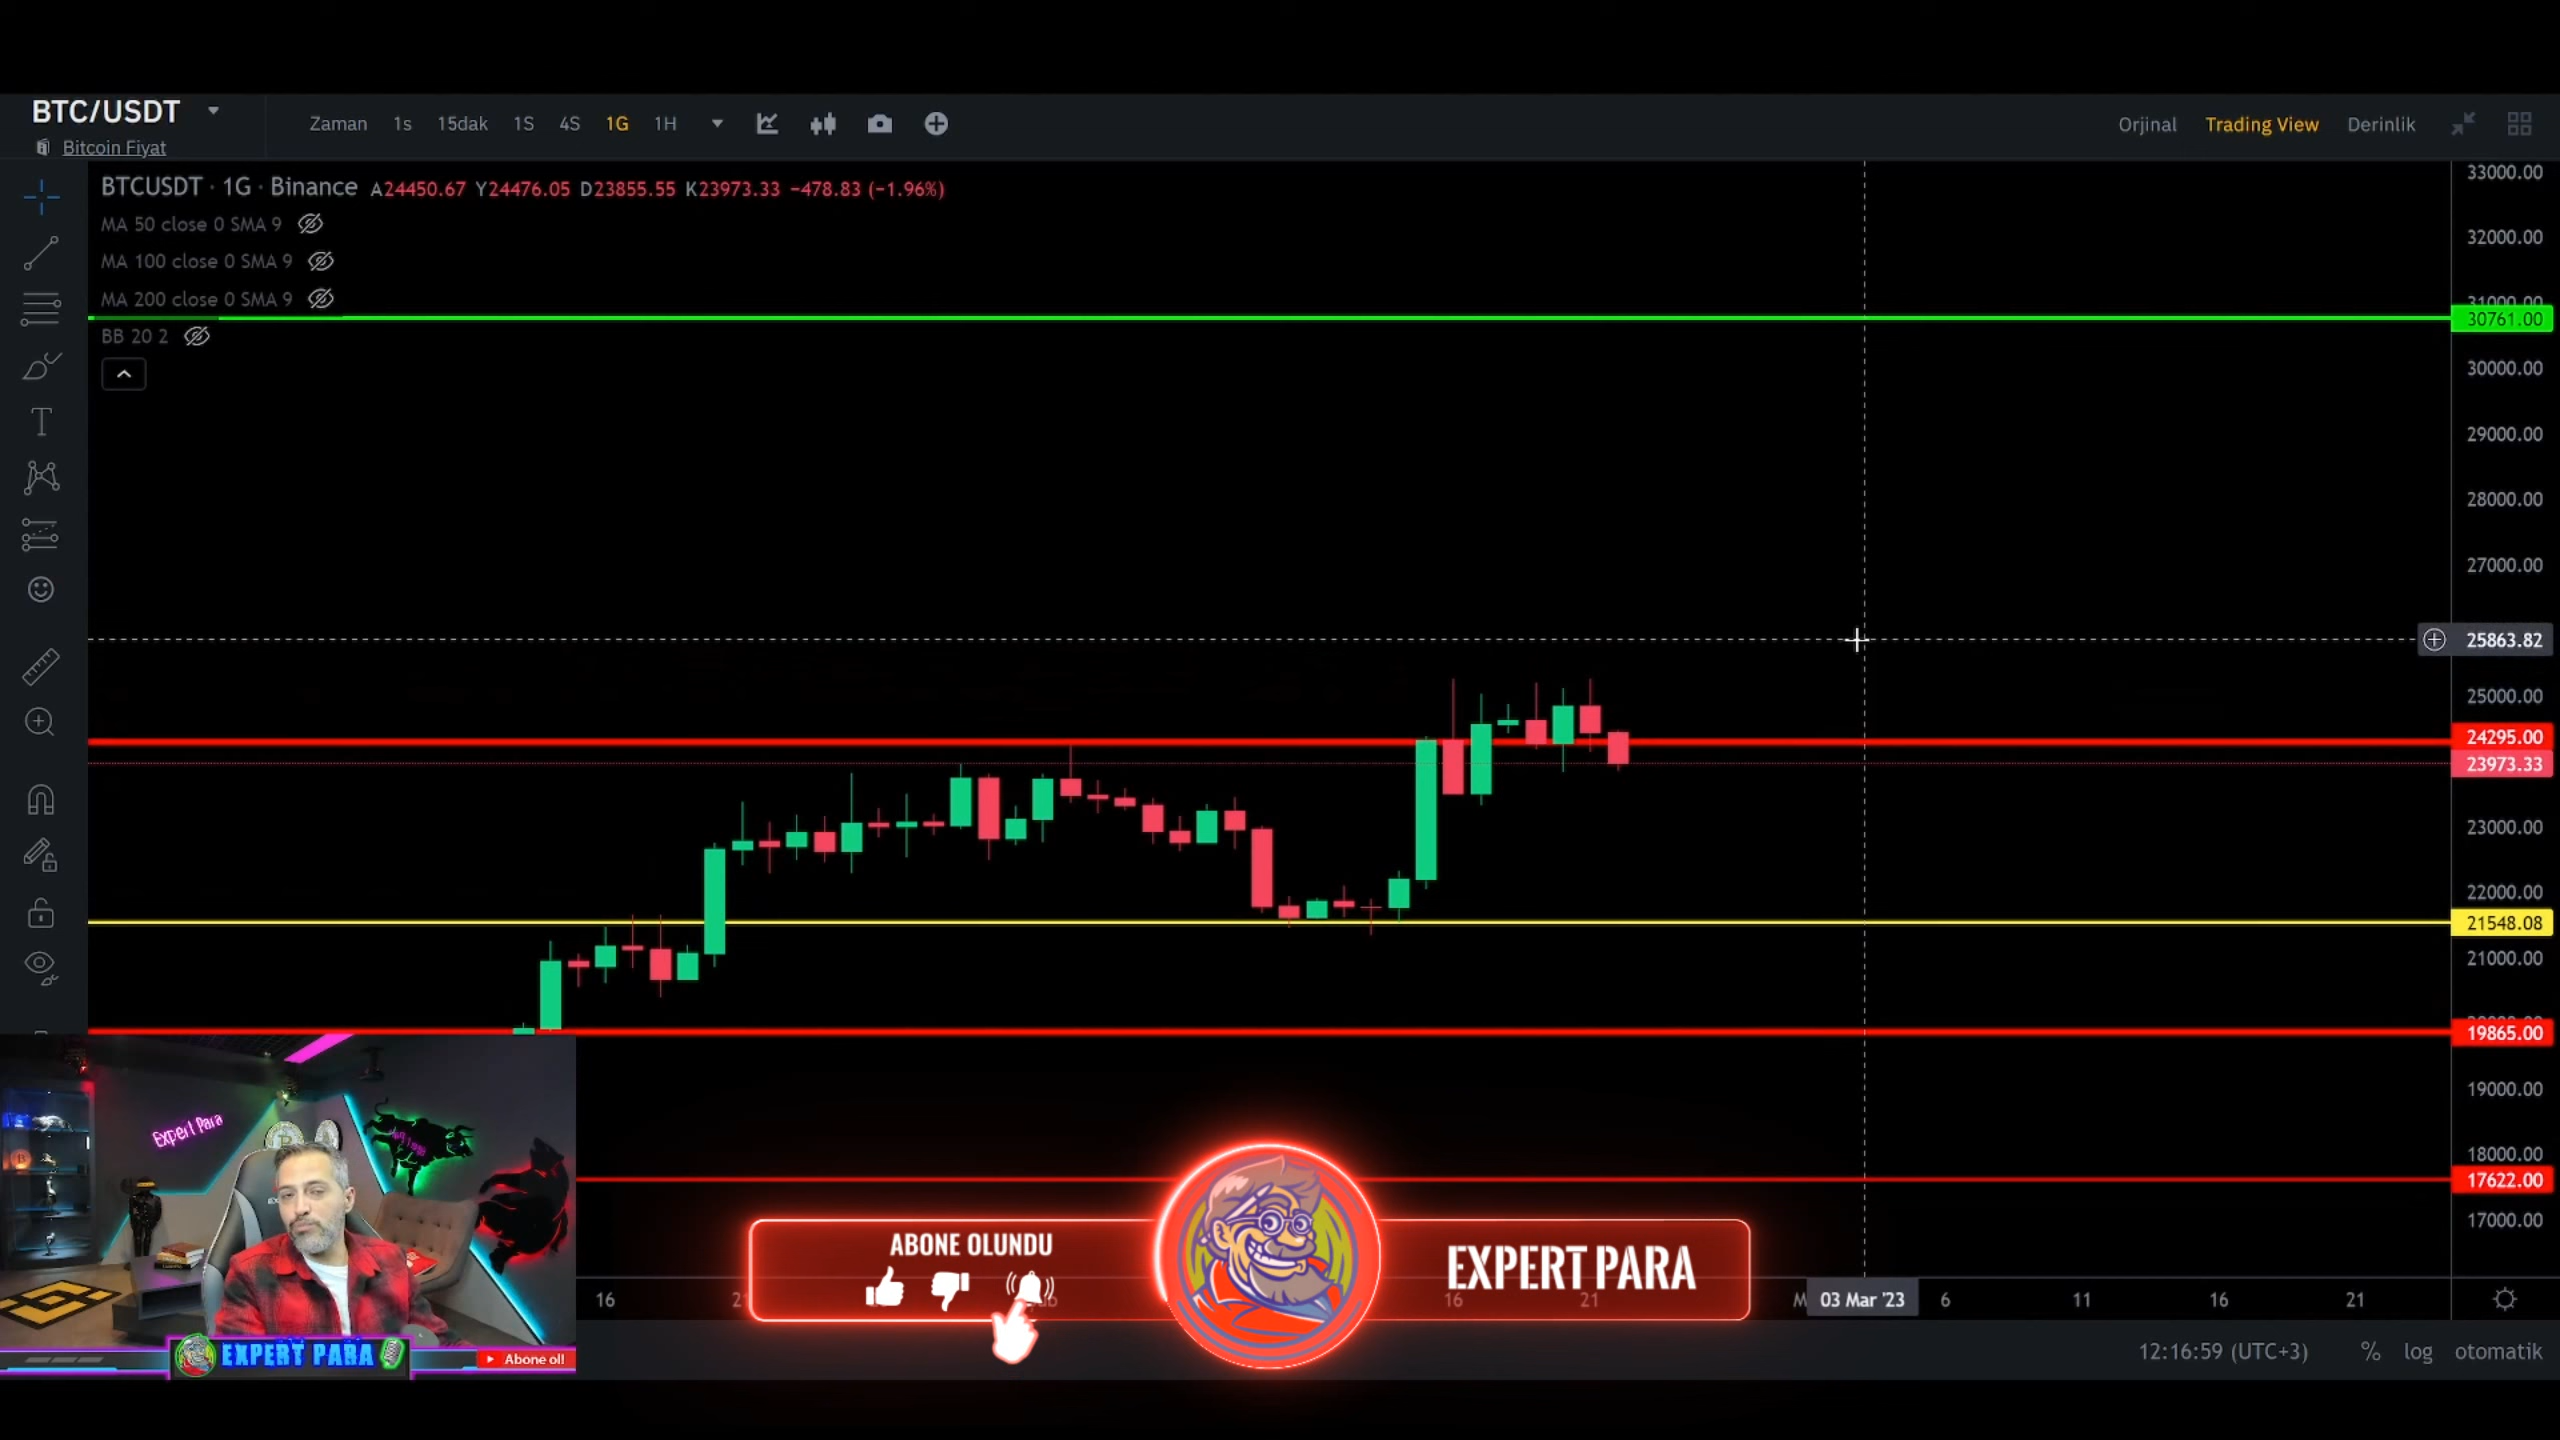 BTC/USDT
Bitcoin Fiyat
Zaman 1s 15dak 1S 4S 1G 1H
Orjinal Trading View Derinlik
BTCUSDT · 1G · Binance A24450.67 Y24476.05 D23855.55 K23973.33 −478.83 (−1.96%)
MA 50 close 0 SMA 9
MA 100 close 0 SMA 9
MA 200 close 0 SMA 9
BB 20 2
33000.00
32000.00
31000.00
30761.00
30000.00
29000.00
28000.00
27000.00
25863.82
25000.00
24295.00
23973.33
23000.00
22000.00
21548.08
21000.00
19865.00
19000.00
18000.00
17622.00
17000.00
Expert Para
ABONE OLUNDU
EXPERT PARA
16 16 21 03 Mar '23 6 11 16 21
EXPERT PARA
Abone ol!
12:16:59 (UTC+3) % log otomatik